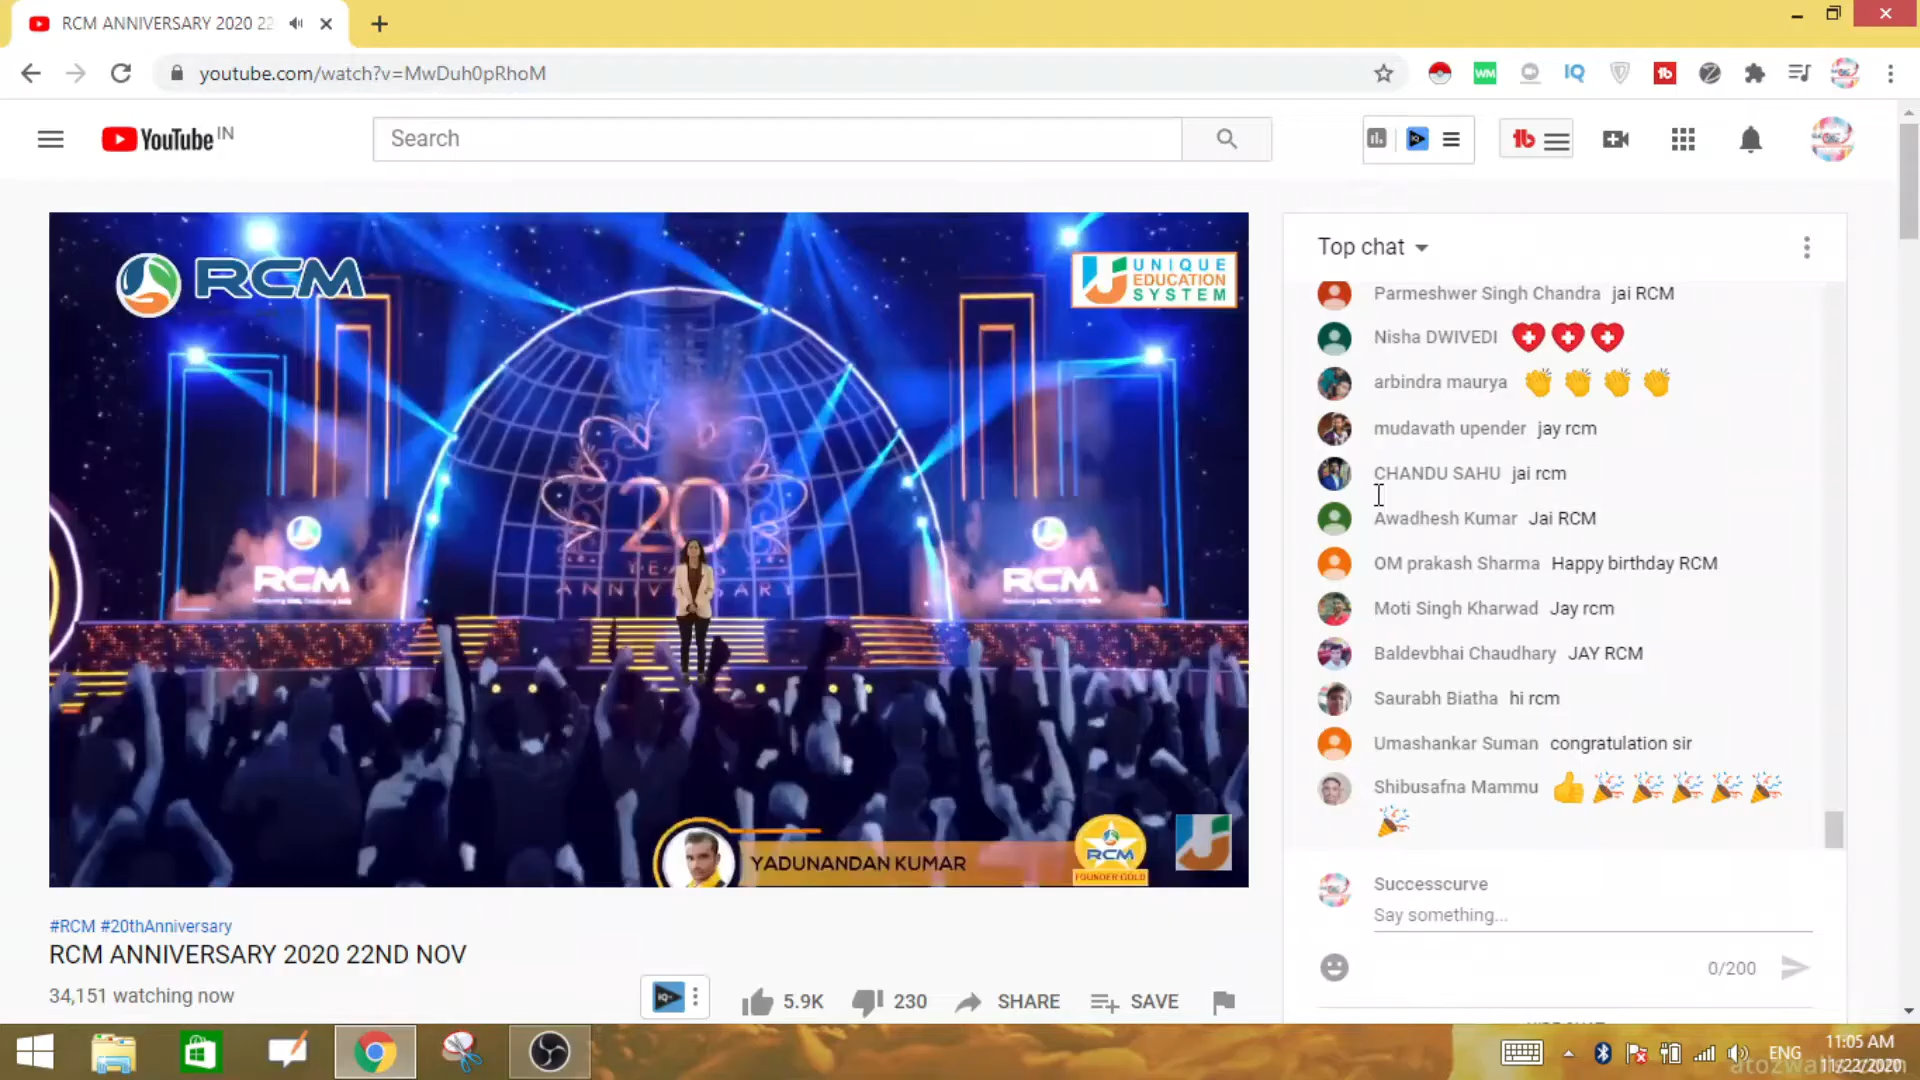 RCM ANNIVERSARY 2020 22
youtube.com/watch?v=MwDuh0pRhoM
YouTube IN
Search
RCM
UNIQUE
EDUCATION
SYSTEM
20
YEARS
ANNIVERSARY
RCM
RCM
YADUNANDAN KUMAR
RCM
FOUNDER GOLD
#RCM #20thAnniversary
RCM ANNIVERSARY 2020 22ND NOV
34,151 watching now
5.9K
230
SHARE
SAVE
Top chat
Parmeshwer Singh Chandra jai RCM
Nisha DWIVEDI
arbindra maurya 👏👏👏👏
mudavath upender jay rcm
CHANDU SAHU jai rcm
Awadhesh Kumar Jai RCM
OM prakash Sharma Happy birthday RCM
Moti Singh Kharwad Jay rcm
Baldevbhai Chaudhary JAY RCM
Saurabh Biatha hi rcm
Umashankar Suman congratulation sir
Shibusafna Mammu 👍🎉🎉🎉🎉🎉
🎉
Successcurve
Say something...
0/200
ENG
11:05 AM
11/22/2020